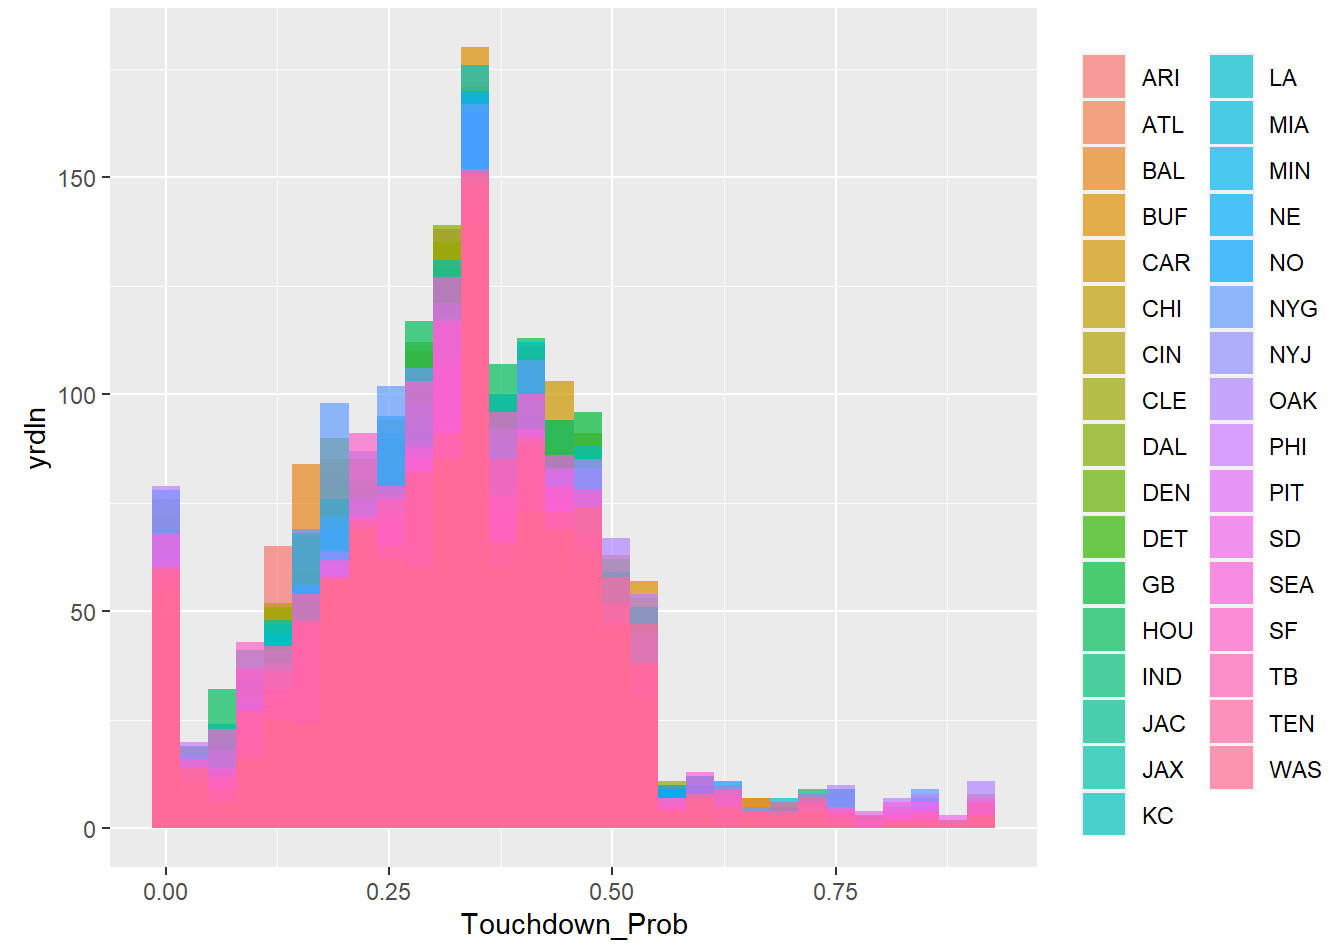 yrdln
150
100
50
0
0.00 0.25 0.50 0.75
Touchdown_Prob
ARI
ATL
BAL
BUF
CAR
CHI
CIN
CLE
DAL
DEN
DET
GB
HOU
IND
JAC
JAX
KC
LA
MIA
MIN
NE
NO
NYG
NYJ
OAK
PHI
PIT
SD
SEA
SF
TB
TEN
WAS